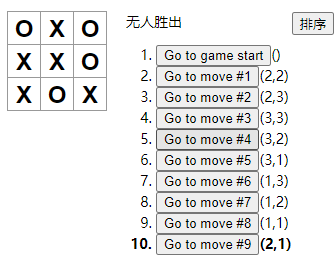 O X O
X X O
X O X
无人胜出
排序
1. Go to game start ()
2. Go to move #1 (2,2)
3. Go to move #2 (2,3)
4. Go to move #3 (3,3)
5. Go to move #4 (3,2)
6. Go to move #5 (3,1)
7. Go to move #6 (1,3)
8. Go to move #7 (1,2)
9. Go to move #8 (1,1)
10. Go to move #9 (2,1)